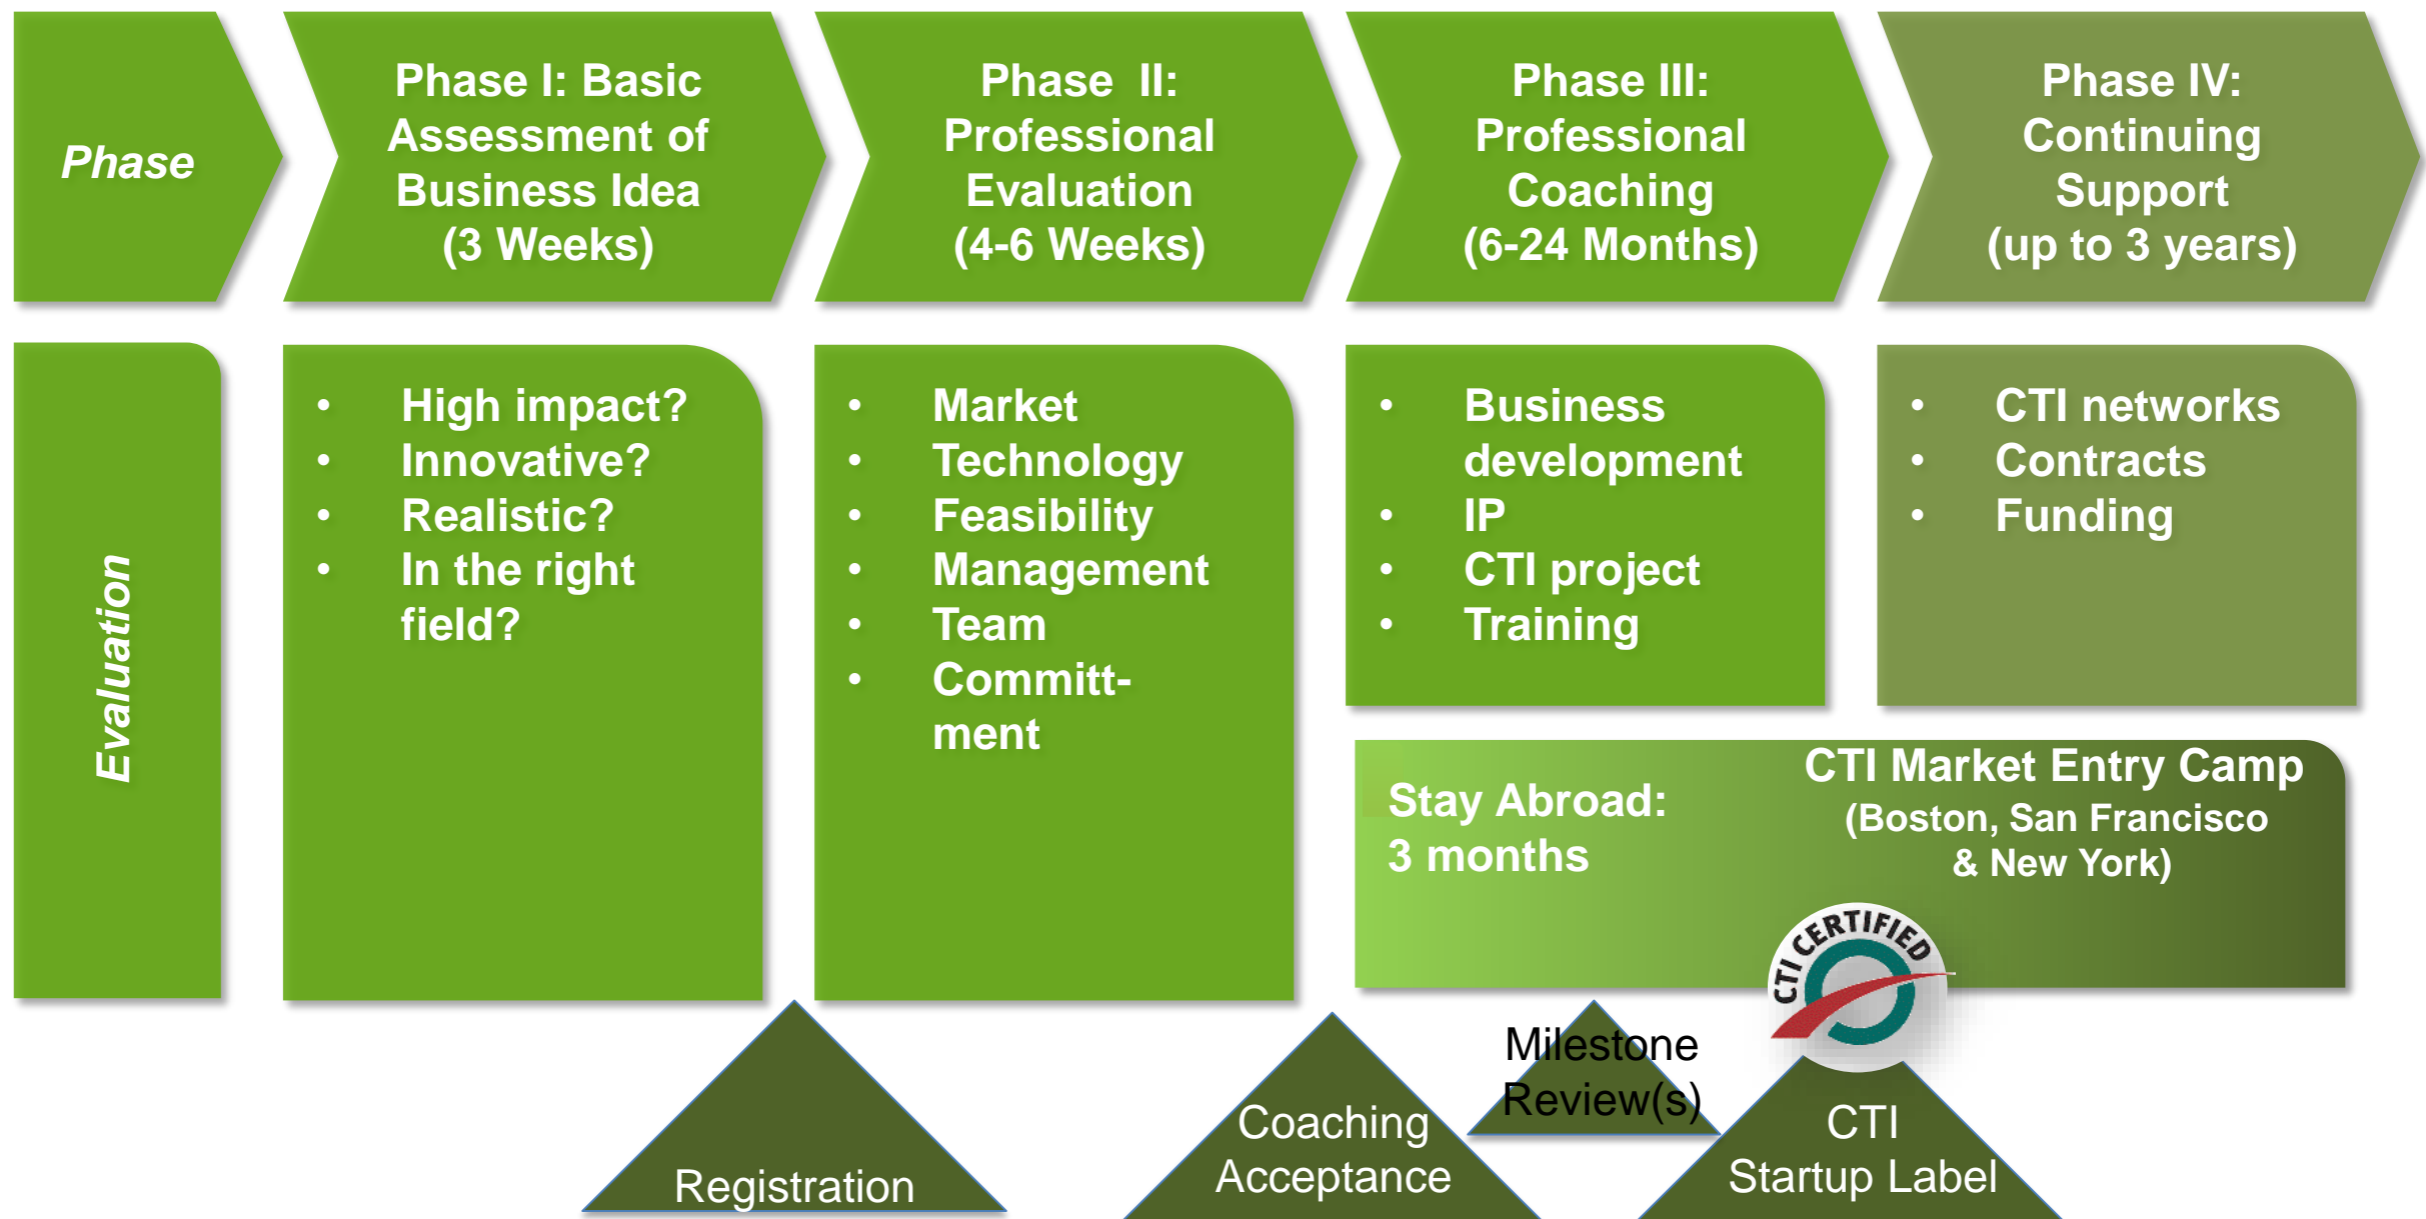 Phase
Phase I: Basic
Assessment of
Business Idea
(3 Weeks)
Phase II:
Professional
Evaluation
(4-6 Weeks)
Phase III:
Professional
Coaching
(6-24 Months)
Phase IV:
Continuing
Support
(up to 3 years)
Evaluation
• High impact?
• Innovative?
• Realistic?
• In the right
field?
• Market
• Technology
• Feasibility
• Management
• Team
• Committ-
ment
• Business
development
• IP
• CTI project
• Training
• CTI networks
• Contracts
• Funding
Stay Abroad:
3 months
CTI Market Entry Camp
(Boston, San Francisco
& New York)
CTI CERTIFIED
Registration
Coaching
Acceptance
Milestone
Review(s)
CTI
Startup Label